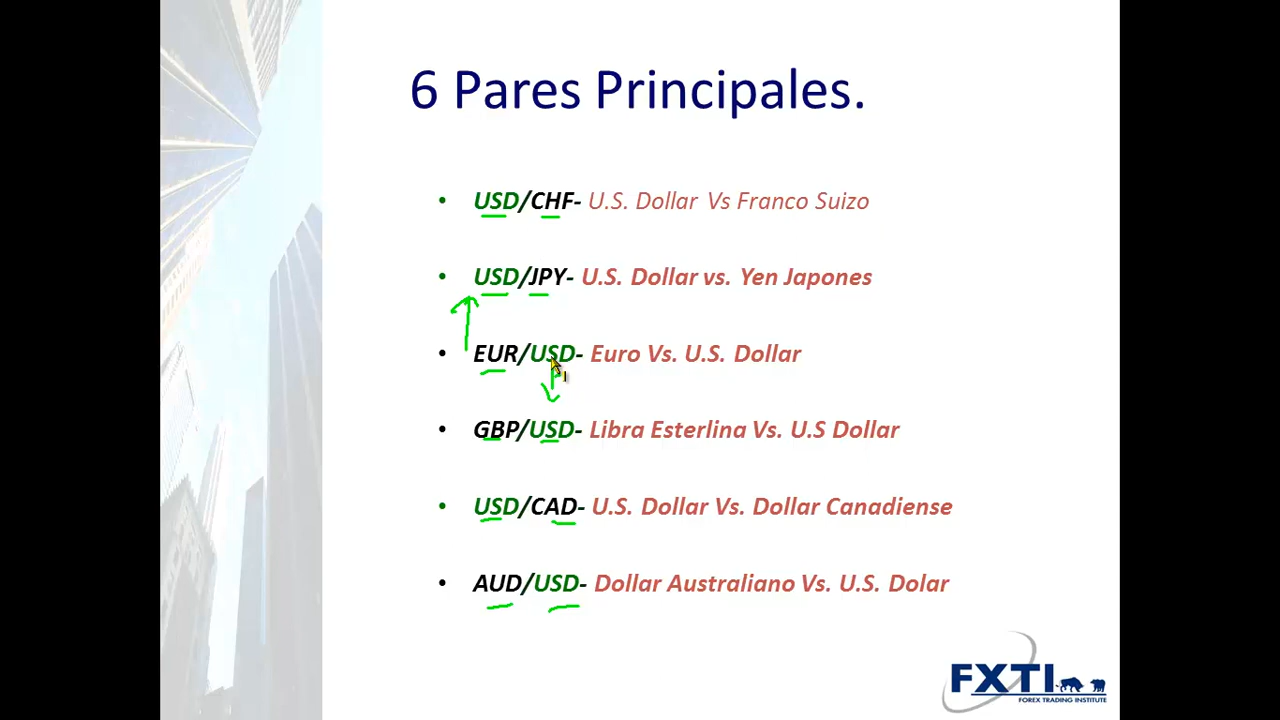 6 Pares Principales.
• USD/CHF- U.S. Dollar Vs Franco Suizo
• USD/JPY- U.S. Dollar vs. Yen Japones
• EUR/USD- Euro Vs. U.S. Dollar
• GBP/USD- Libra Esterlina Vs. U.S Dollar
• USD/CAD- U.S. Dollar Vs. Dollar Canadiense
• AUD/USD- Dollar Australiano Vs. U.S. Dolar
FXTI
FOREX TRADING INSTITUTE